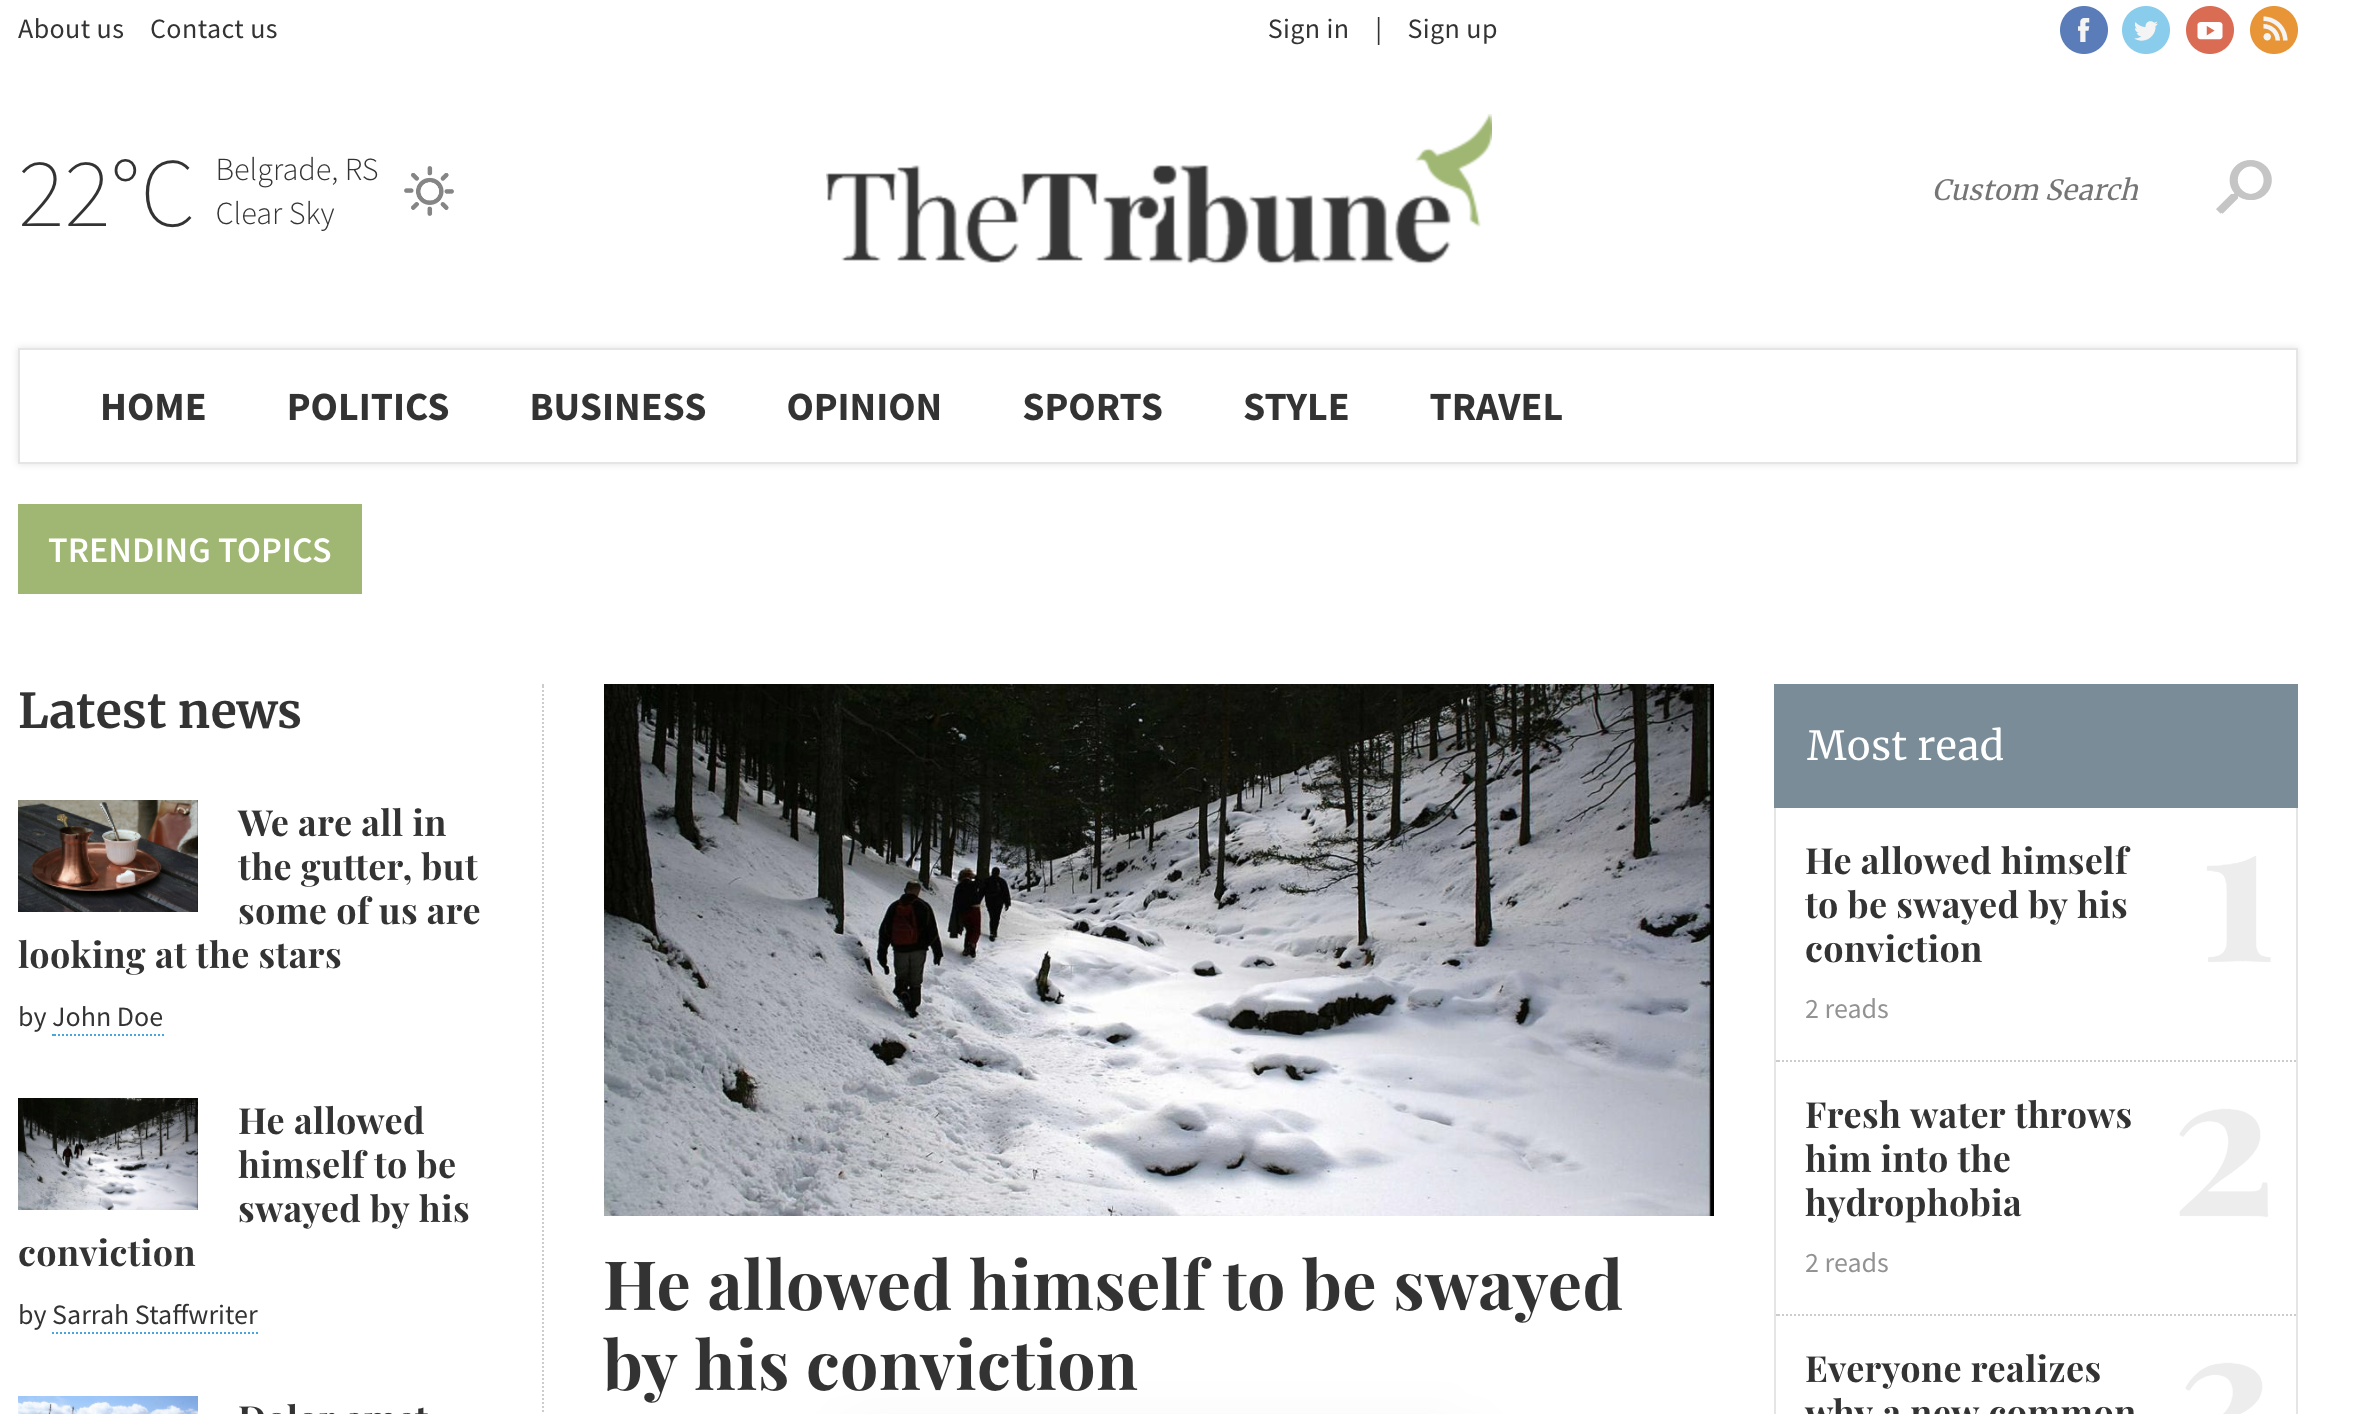 About us Contact us
Sign in | Sign up
22°C
Belgrade, RS
Clear Sky
TheTribune
Custom Search
HOME POLITICS BUSINESS OPINION SPORTS STYLE TRAVEL
TRENDING TOPICS
Latest news
We are all in
the gutter, but
some of us are
looking at the stars
by John Doe
He allowed
himself to be
swayed by his
conviction
by Sarrah Staffwriter
He allowed himself to be swayed
by his conviction
Most read
He allowed himself
to be swayed by his
conviction
1
2 reads
Fresh water throws
him into the
hydrophobia
2
2 reads
Everyone realizes
why a new common